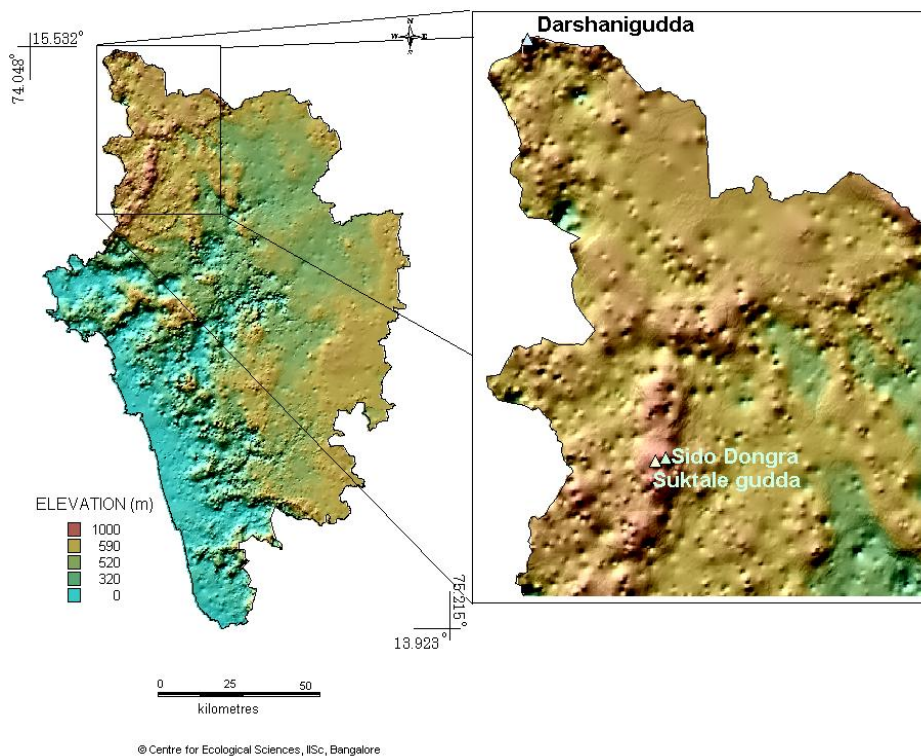 Darshanigudda
15.532°
74.048°
N
W E
Sido Dongra
Suktale gudda
ELEVATION (m)
1000
590
520
320
0
75.215°
13.923°
0 25 50
kilometres
© Centre for Ecological Sciences, IISc, Bangalore